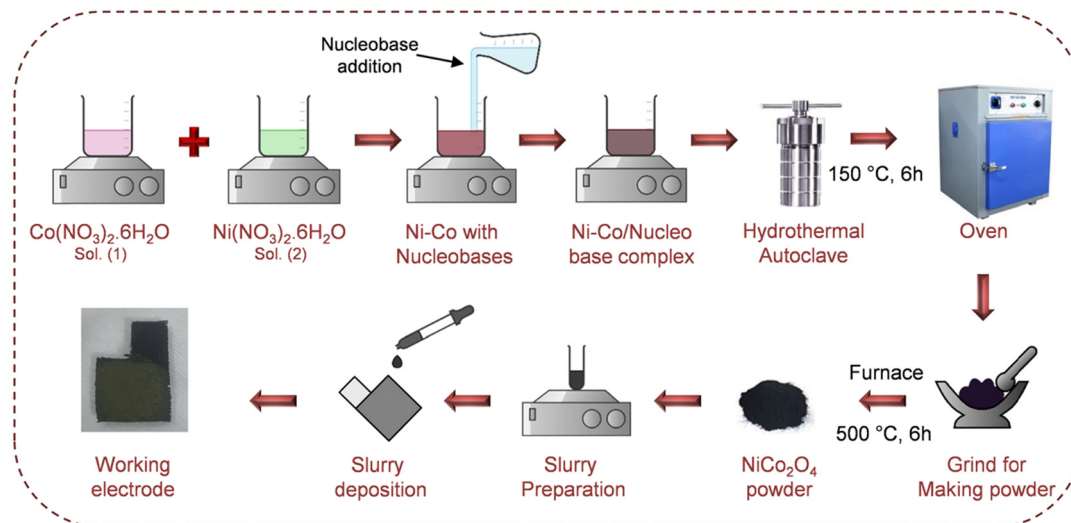 Nucleobase
addition
150 °C, 6h
Co(NO₃)₂.6H₂O
Sol. (1)
Ni(NO₃)₂.6H₂O
Sol. (2)
Ni-Co with
Nucleobases
Ni-Co/Nucleo
base complex
Hydrothermal
Autoclave
Oven
Furnace
500 °C, 6h
Working
electrode
Slurry
deposition
Slurry
Preparation
NiCo₂O₄
powder
Grind for
Making powder